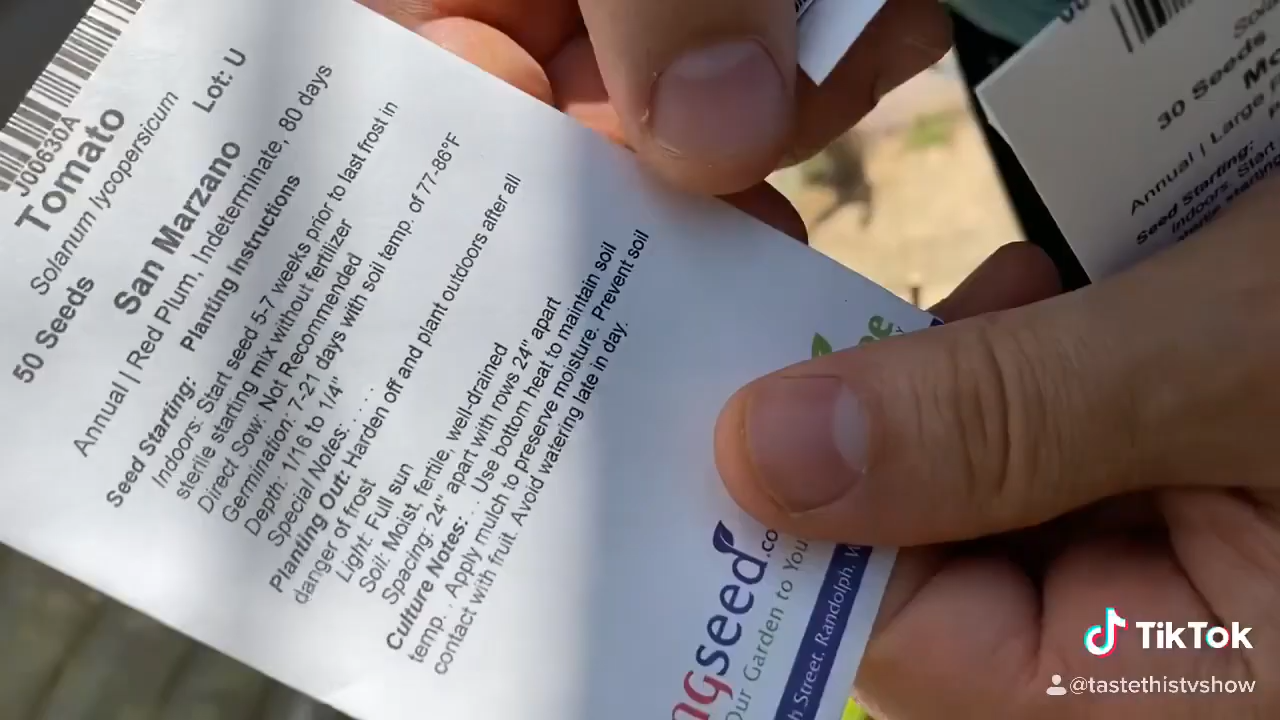 J00630A
Tomato
Solanum lycopersicum
50 Seeds Lot: U
San Marzano
Annual | Red Plum, Indeterminate, 80 days
Planting Instructions
Seed Starting:
Indoors: Start seed 5-7 weeks prior to last frost in
sterile starting mix without fertilizer
Direct Sow: Not Recommended
Germination: 7-21 days with soil temp. of 77-86°F
Depth: 1/16 to 1/4"
Special Notes: . . . .
Planting Out: Harden off and plant outdoors after all
danger of frost
Light: Full sun
Soil: Moist, fertile, well-drained
Spacing: 24" apart with rows 24" apart
Culture Notes: . . Use bottom heat to maintain soil
temp. . Apply mulch to preserve moisture. Prevent soil
contact with fruit. Avoid watering late in day.
ngseed.co
Our Garden to You
h Street, Randolph, W
30 Seeds
Annual | Large
Seed Starting:
Indoors: Start
TikTok
@tastethistvshow